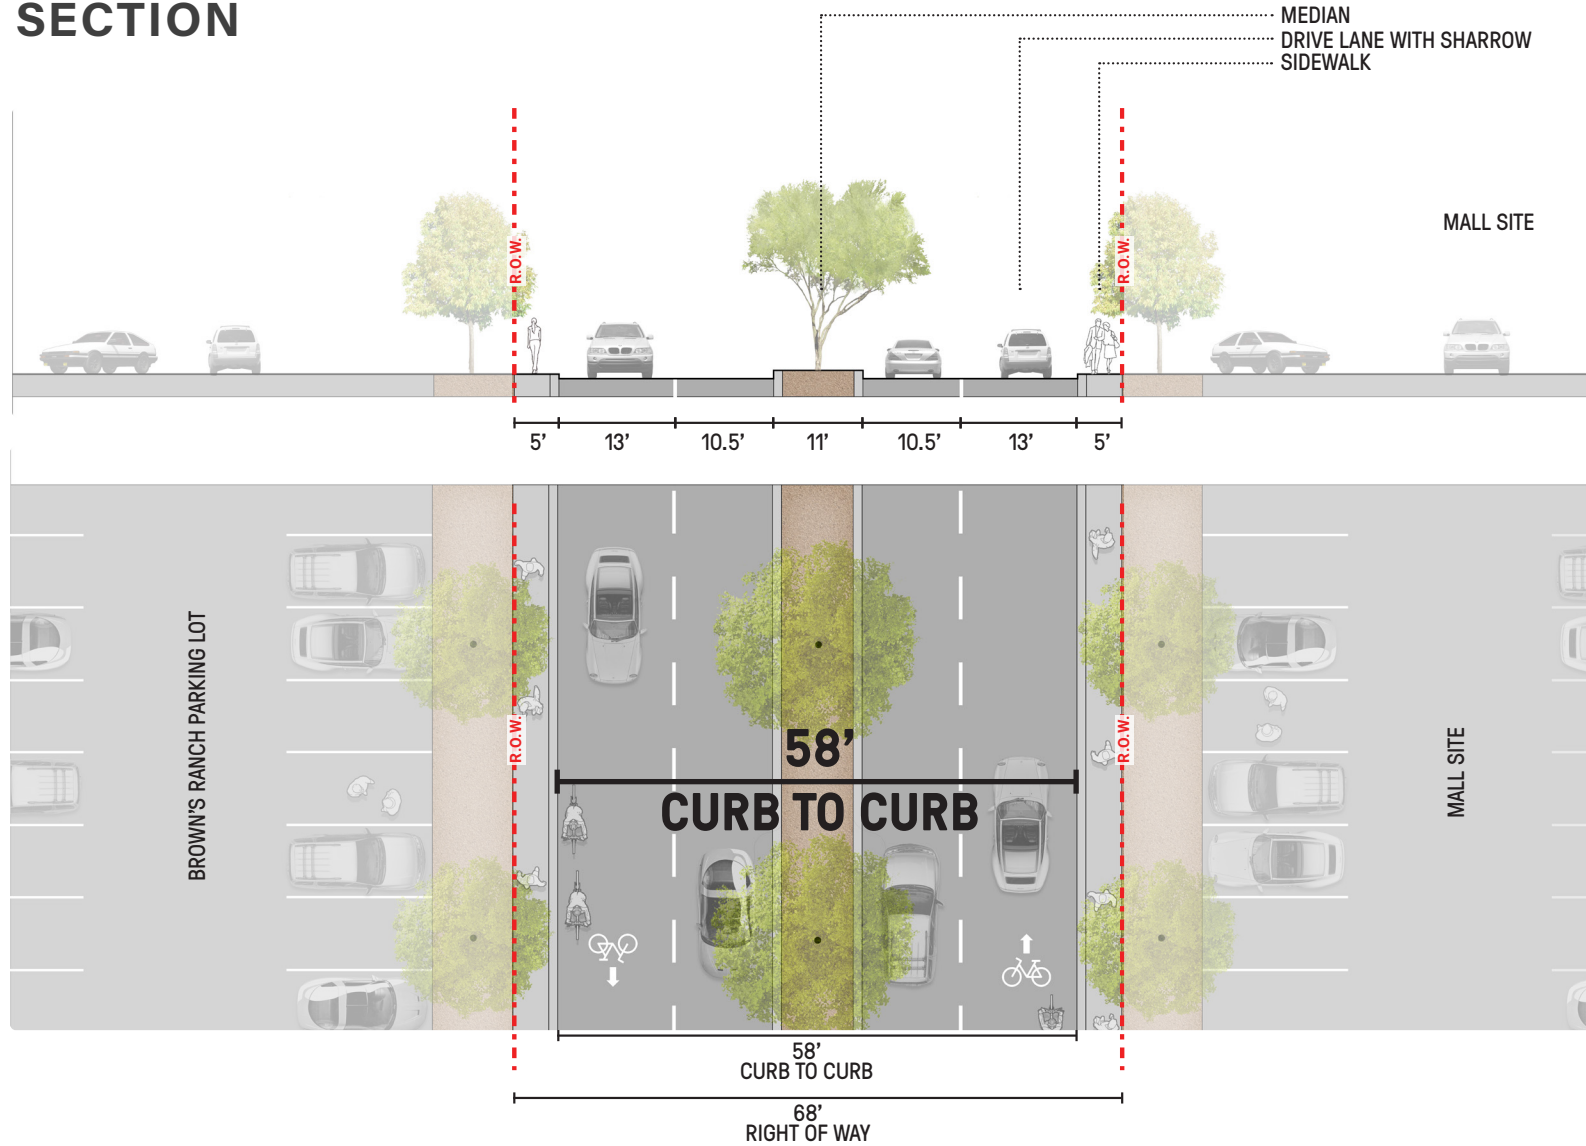 SECTION
MEDIAN
DRIVE LANE WITH SHARROW
SIDEWALK
MALL SITE
R.O.W.
R.O.W.
5’ 13’ 10.5’ 11’ 10.5’ 13’ 5’
BROWN'S RANCH PARKING LOT
R.O.W.
58’
CURB TO CURB
R.O.W.
MALL SITE
58’
CURB TO CURB
68’
RIGHT OF WAY